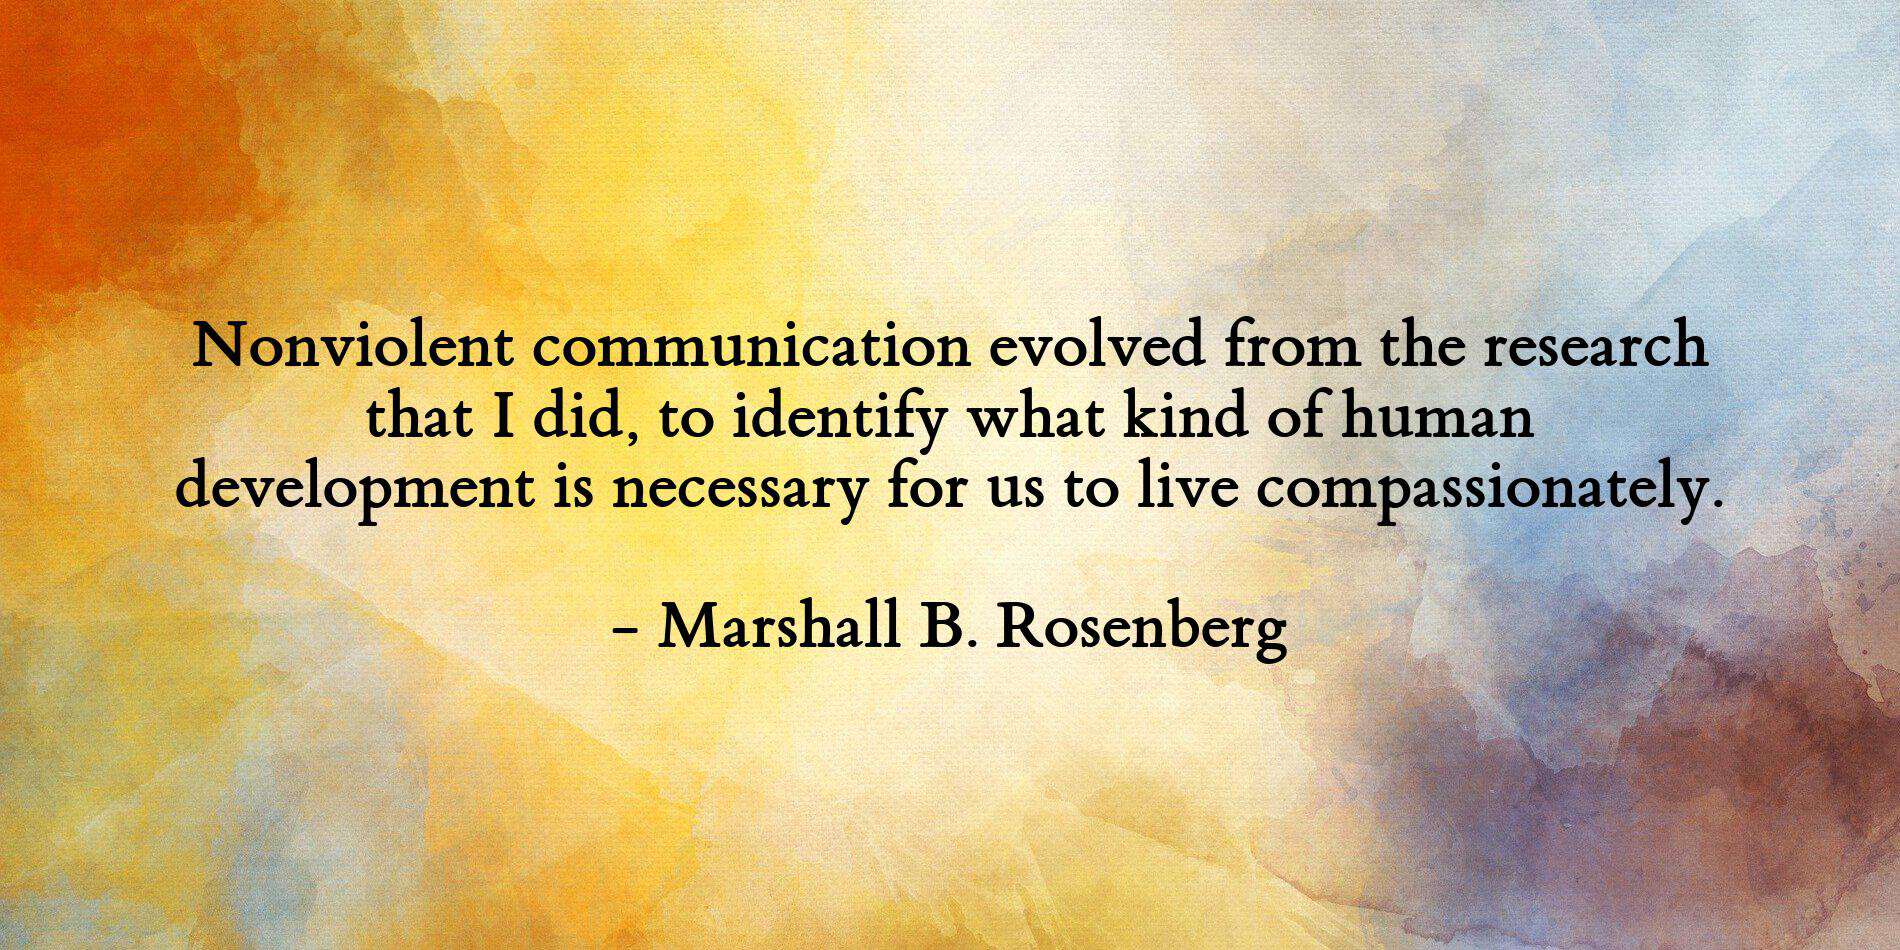 Nonviolent communication evolved from the research
that I did, to identify what kind of human
development is necessary for us to live compassionately.
- Marshall B. Rosenberg